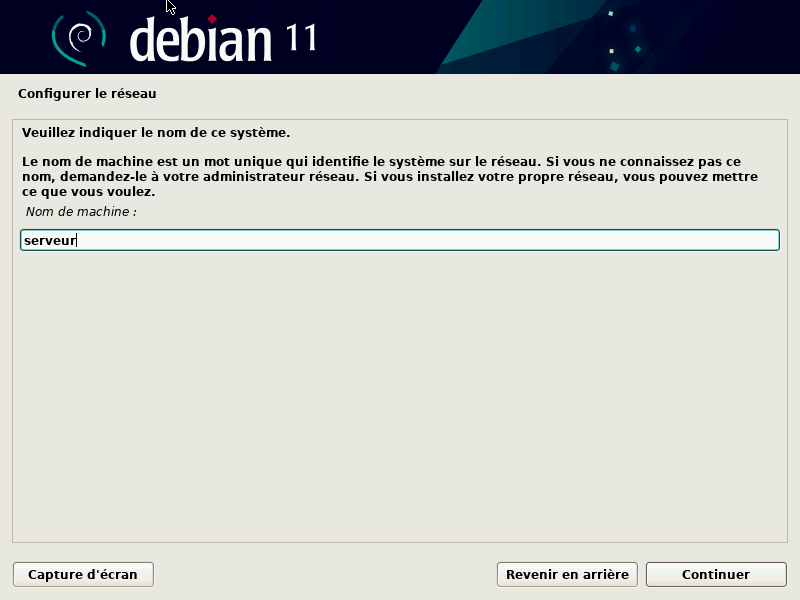 debian 11
Configurer le réseau
Veuillez indiquer le nom de ce système.
Le nom de machine est un mot unique qui identifie le système sur le réseau. Si vous ne connaissez pas ce
nom, demandez-le à votre administrateur réseau. Si vous installez votre propre réseau, vous pouvez mettre
ce que vous voulez.
Nom de machine :
serveur
Capture d'écran
Revenir en arrière
Continuer